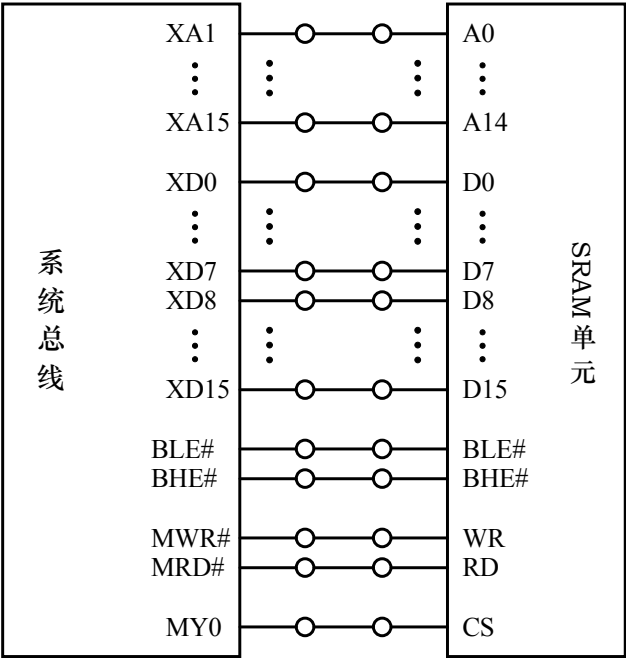 XA1 A0
XA15 A14
XD0 D0
XD7 D7
XD8 D8
XD15 D15
BLE# BLE#
BHE# BHE#
MWR# WR
MRD# RD
MY0 CS
系统总线
SRAM单元